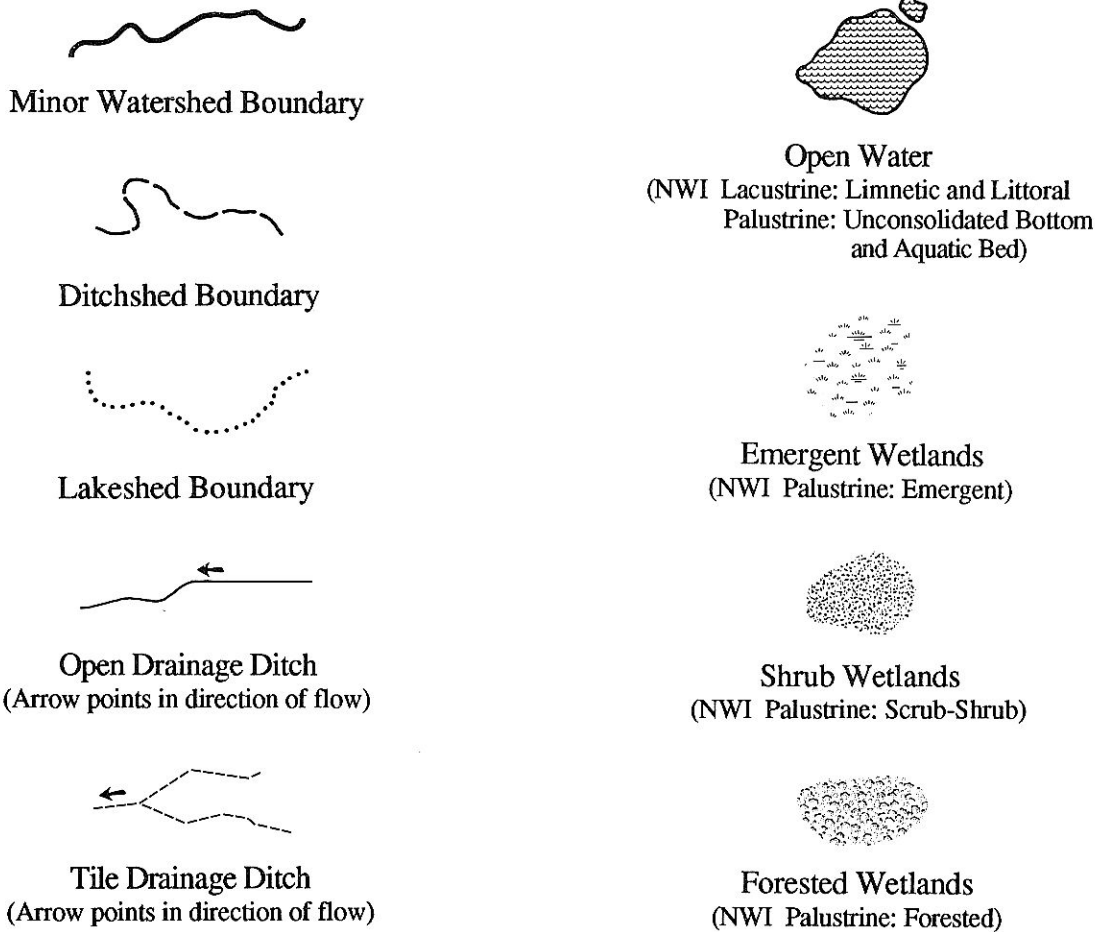 Minor Watershed Boundary
Ditchshed Boundary
Lakeshed Boundary
Open Drainage Ditch
(Arrow points in direction of flow)
Tile Drainage Ditch
(Arrow points in direction of flow)
Open Water
(NWI Lacustrine: Limnetic and Littoral
Palustrine: Unconsolidated Bottom
and Aquatic Bed)
Emergent Wetlands
(NWI Palustrine: Emergent)
Shrub Wetlands
(NWI Palustrine: Scrub-Shrub)
Forested Wetlands
(NWI Palustrine: Forested)